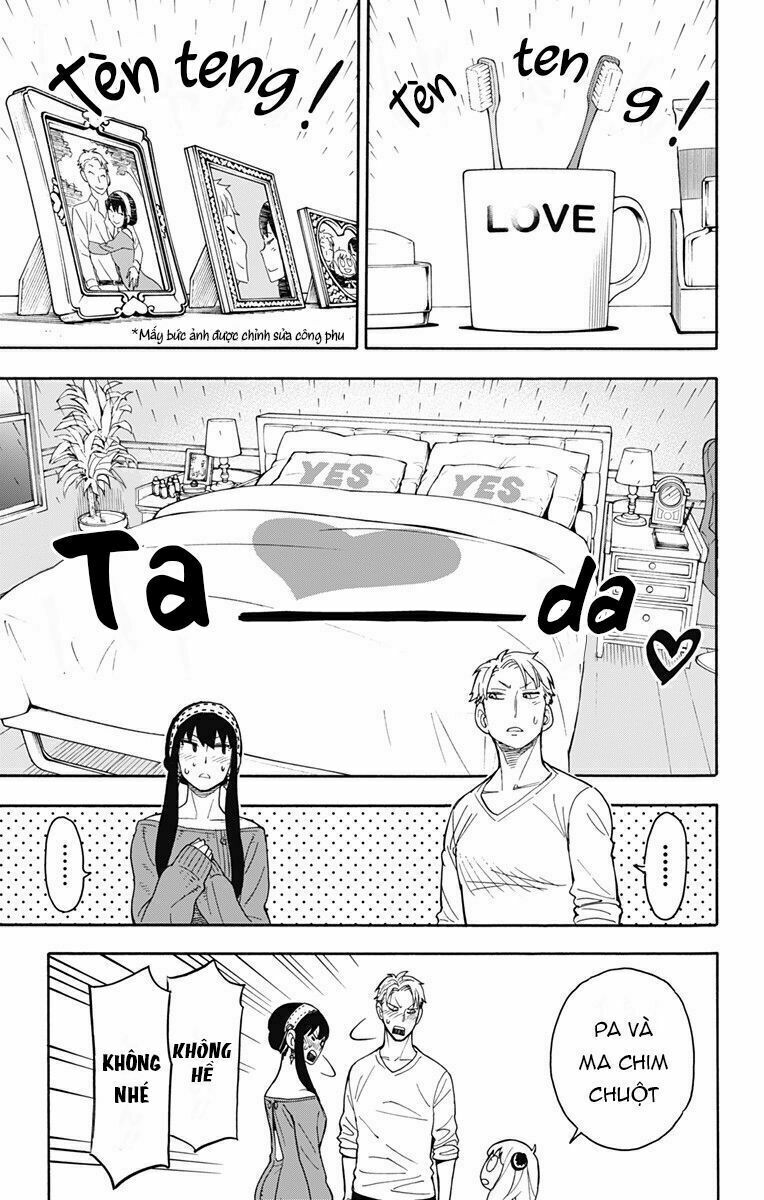 Tèn teng!
*Mấy bức ảnh được chỉnh sửa công phu
Tèn teng!
LOVE
YES
YES
Ta
da
......
......
PA VÀ
MA CHIM
CHUỘT
KHÔNG
HỀ
KHÔNG
NHÉ